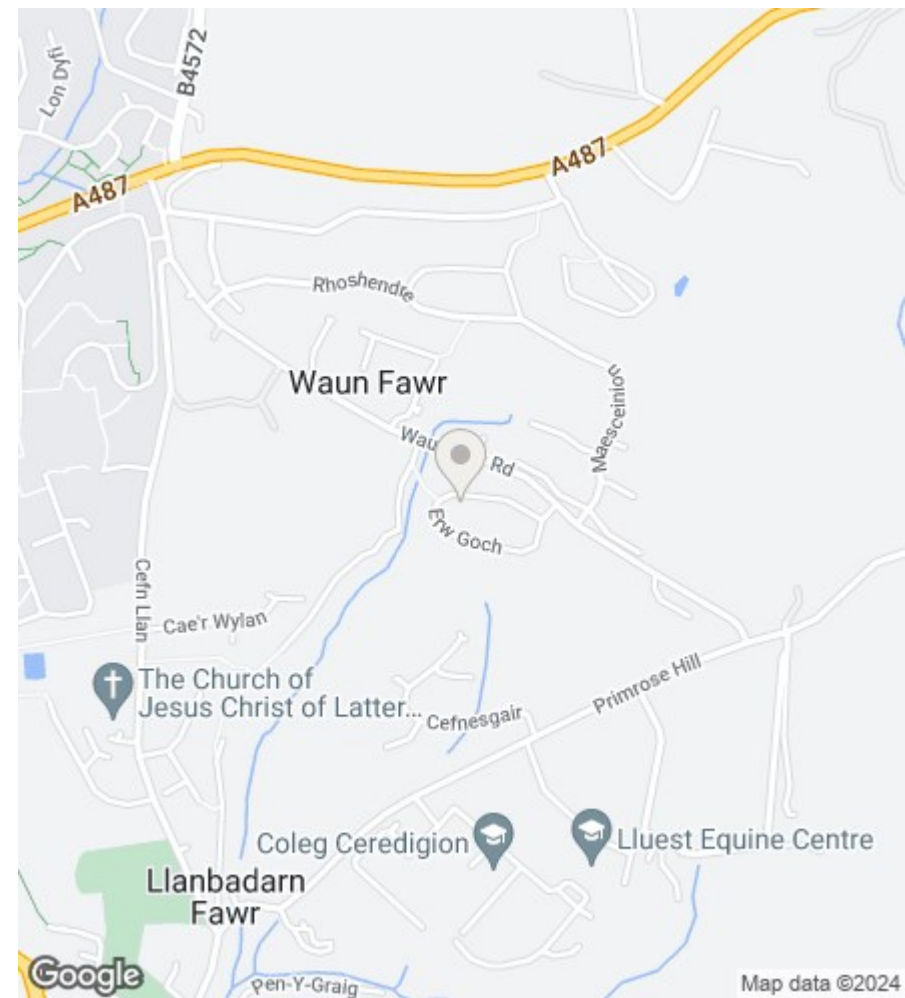 Lon Dyfi
B4572
A487
A487
Rhoshendre
Waun Fawr
Maesceinion
Rd
Erw Goch
Cefn Llan
Cae'r Wylan
The Church of
Jesus Christ of Latter...
Cefnesgair
Primrose Hill
Coleg Ceredigion
Lluest Equine Centre
Llanbadarn
Fawr
Pen-Y-Graig
Google
Map data ©2024